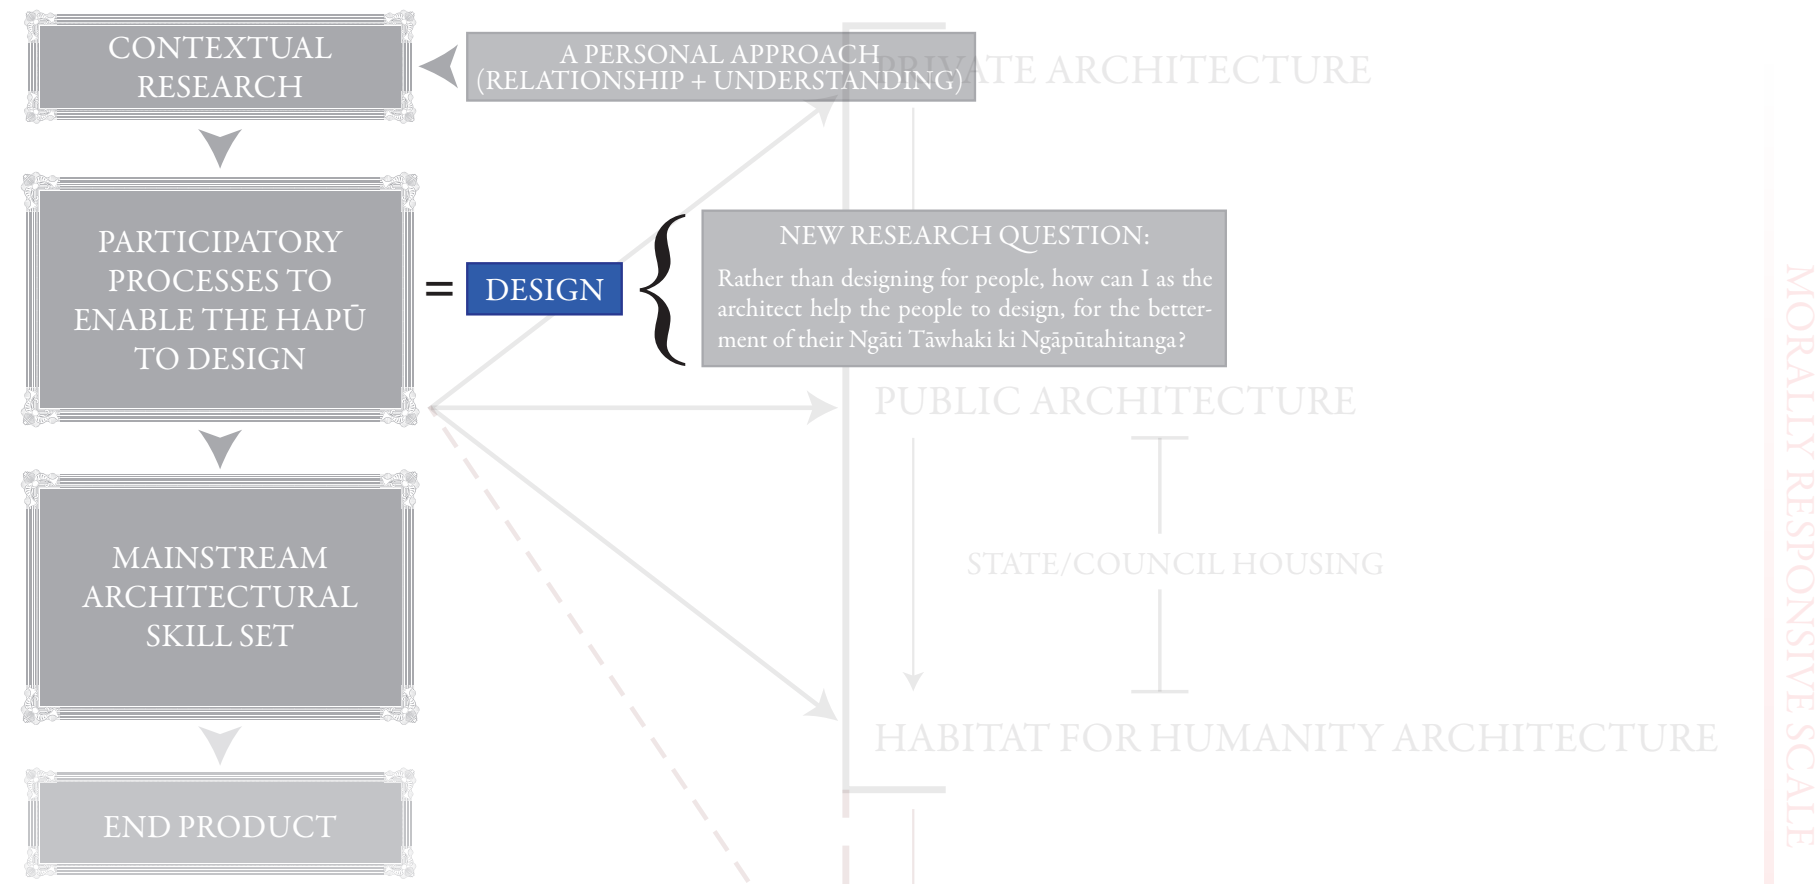 CONTEXTUAL
RESEARCH
A PERSONAL APPROACH
(RELATIONSHIP + UNDERSTANDING)
PRIVATE ARCHITECTURE
PARTICIPATORY
PROCESSES TO
ENABLE THE HAPŪ
TO DESIGN
= DESIGN {
NEW RESEARCH QUESTION:
Rather than designing for people, how can I as the
architect help the people to design, for the better-
ment of their Ngāti Tāwhaki ki Ngāpūtahitanga?
PUBLIC ARCHITECTURE
MAINSTREAM
ARCHITECTURAL
SKILL SET
STATE/COUNCIL HOUSING
HABITAT FOR HUMANITY ARCHITECTURE
END PRODUCT
MORALLY RESPONSIVE SCALE